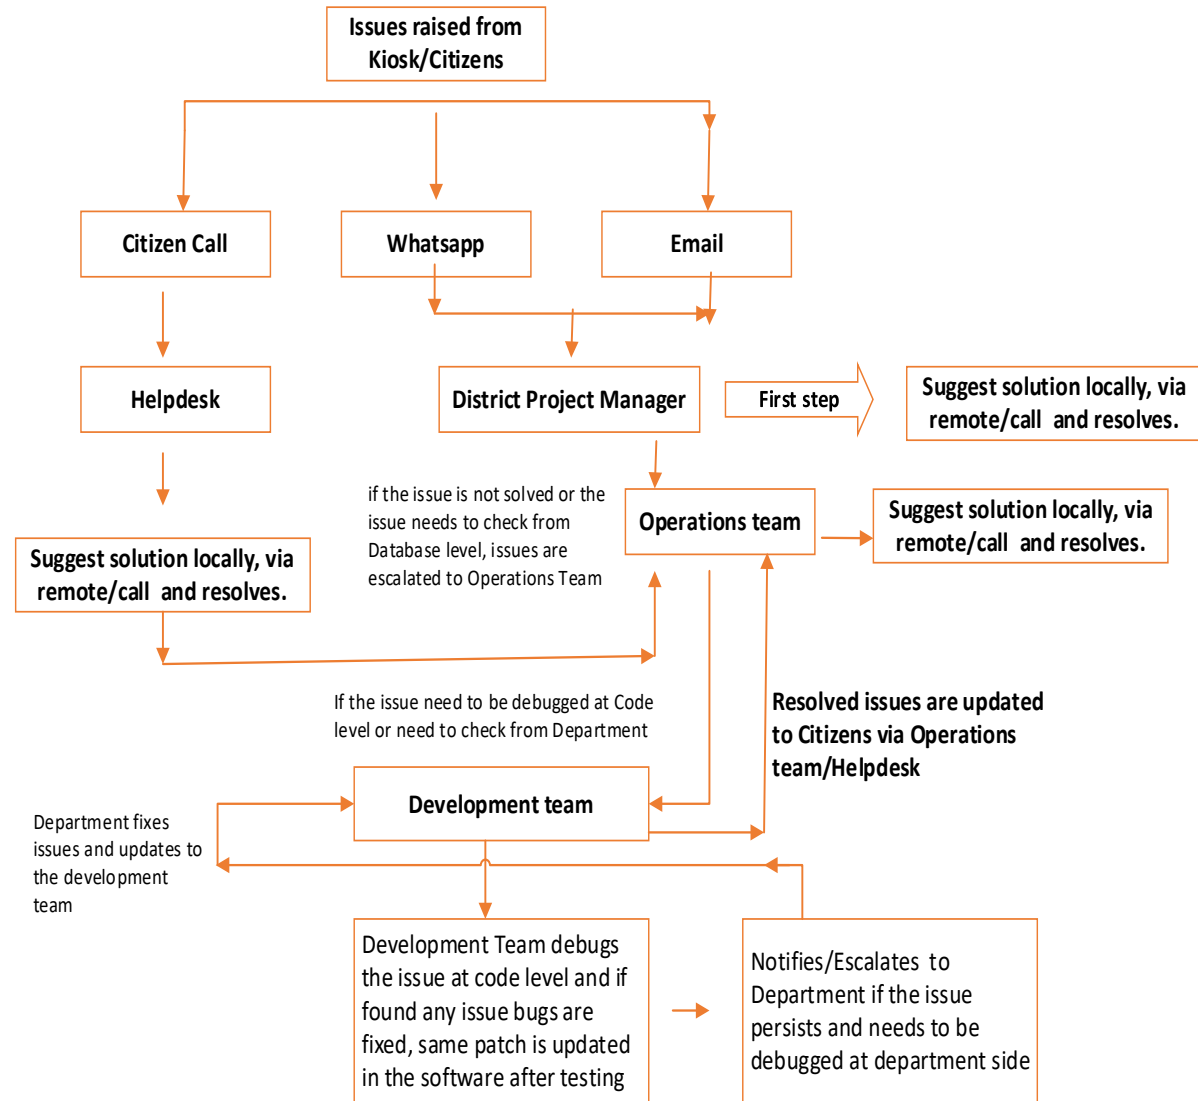 Issues raised from
Kiosk/Citizens
Citizen Call
Whatsapp
Email
Helpdesk
District Project Manager
First step
Suggest solution locally, via
remote/call and resolves.
if the issue is not solved or the
issue needs to check from
Database level, issues are
escalated to Operations Team
Operations team
Suggest solution locally, via
remote/call and resolves.
Suggest solution locally, via
remote/call and resolves.
If the issue need to be debugged at Code
level or need to check from Department
Resolved issues are updated
to Citizens via Operations
team/Helpdesk
Development team
Department fixes
issues and updates to
the development
team
Development Team debugs
the issue at code level and if
found any issue bugs are
fixed, same patch is updated
in the software after testing
Notifies/Escalates to
Department if the issue
persists and needs to be
debugged at department side